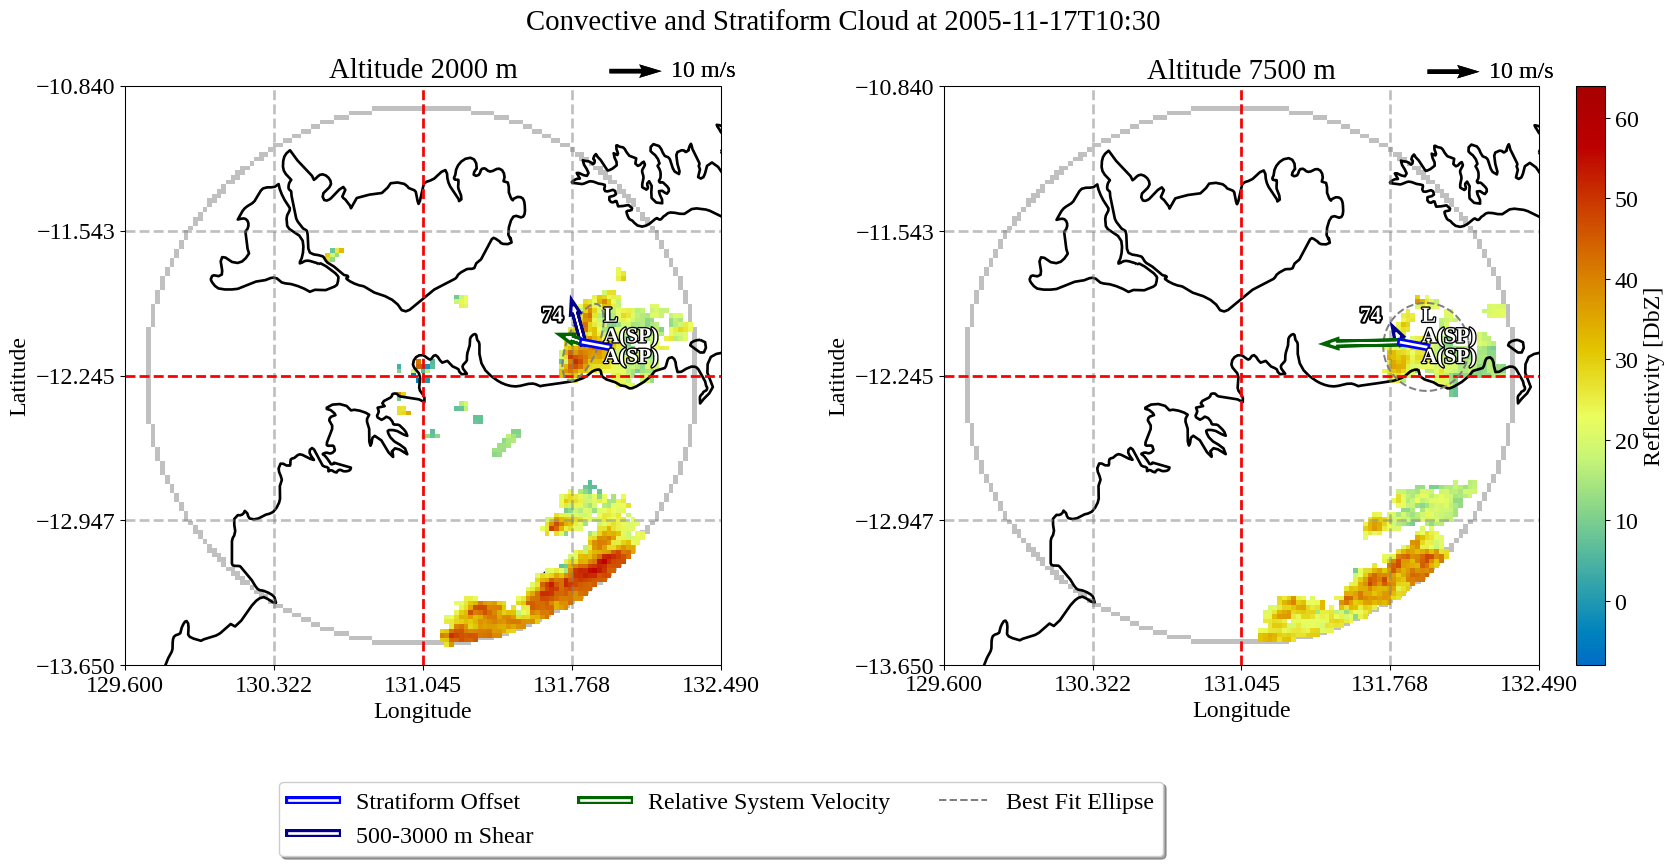 Convective and Stratiform Cloud at 2005-11-17T10:30
Altitude 2000 m
10 m/s
−10.840
−11.543
−12.245
−12.947
−13.650
Latitude
74
L
A(SP)
A(SP)
129.600 130.322 131.045 131.768 132.490
Longitude
Altitude 7500 m
10 m/s
−10.840
−11.543
−12.245
−12.947
−13.650
Latitude
74
L
A(SP)
A(SP)
129.600 130.322 131.045 131.768 132.490
Longitude
60
50
40
30
20
10
0
Reflectivity [DbZ]
Stratiform Offset
Relative System Velocity
Best Fit Ellipse
500-3000 m Shear